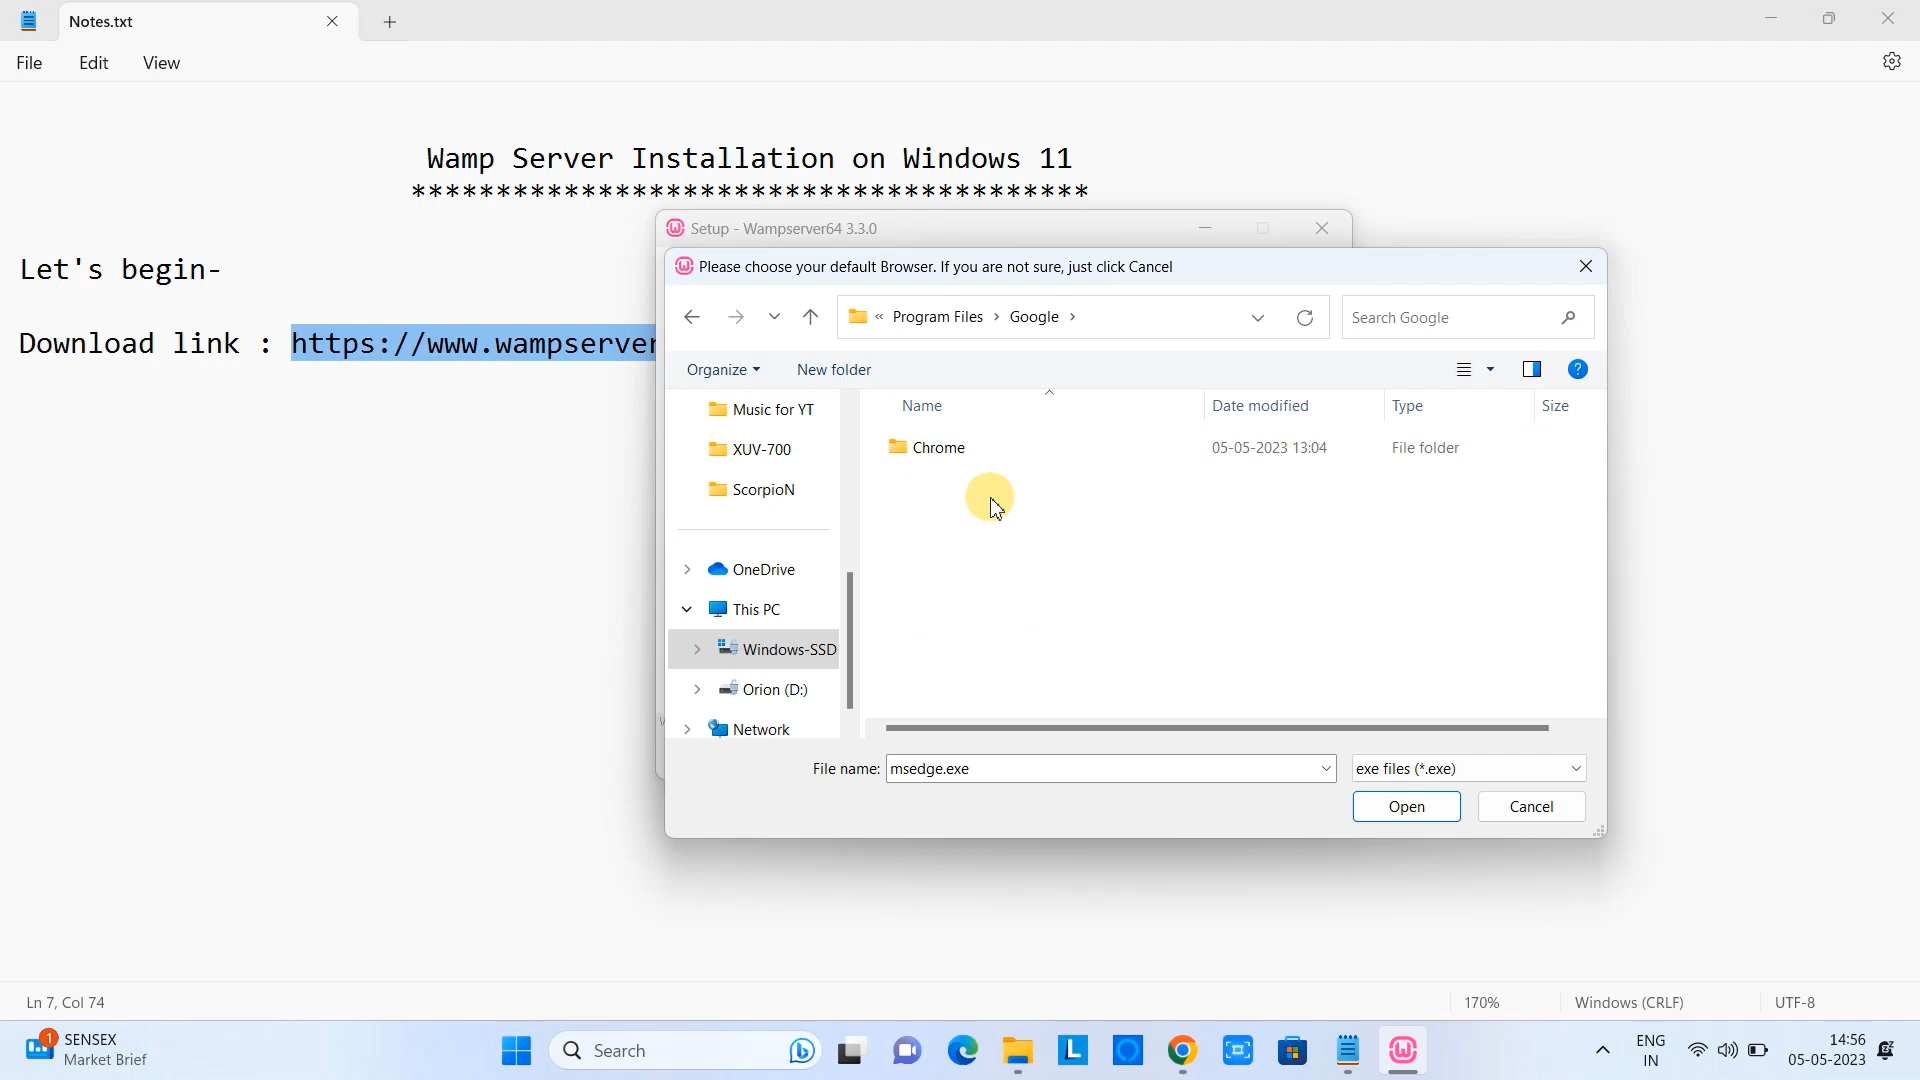 Notes.txt
File Edit View
Wamp Server Installation on Windows 11
****************************************
Let's begin-
Download link : https://www.wampserver
Setup - Wampserver64 3.3.0
Please choose your default Browser. If you are not sure, just click Cancel
« Program Files > Google >
Search Google
Organize New folder
Name Date modified Type Size
Chrome 05-05-2023 13:04 File folder
Music for YT
XUV-700
ScorpioN
OneDrive
This PC
Windows-SSD
Orion (D:)
Network
File name: msedge.exe exe files (*.exe)
Open Cancel
Ln 7, Col 74 170% Windows (CRLF) UTF-8
1 SENSEX
Market Brief
Search
ENG
IN
14:56
05-05-2023